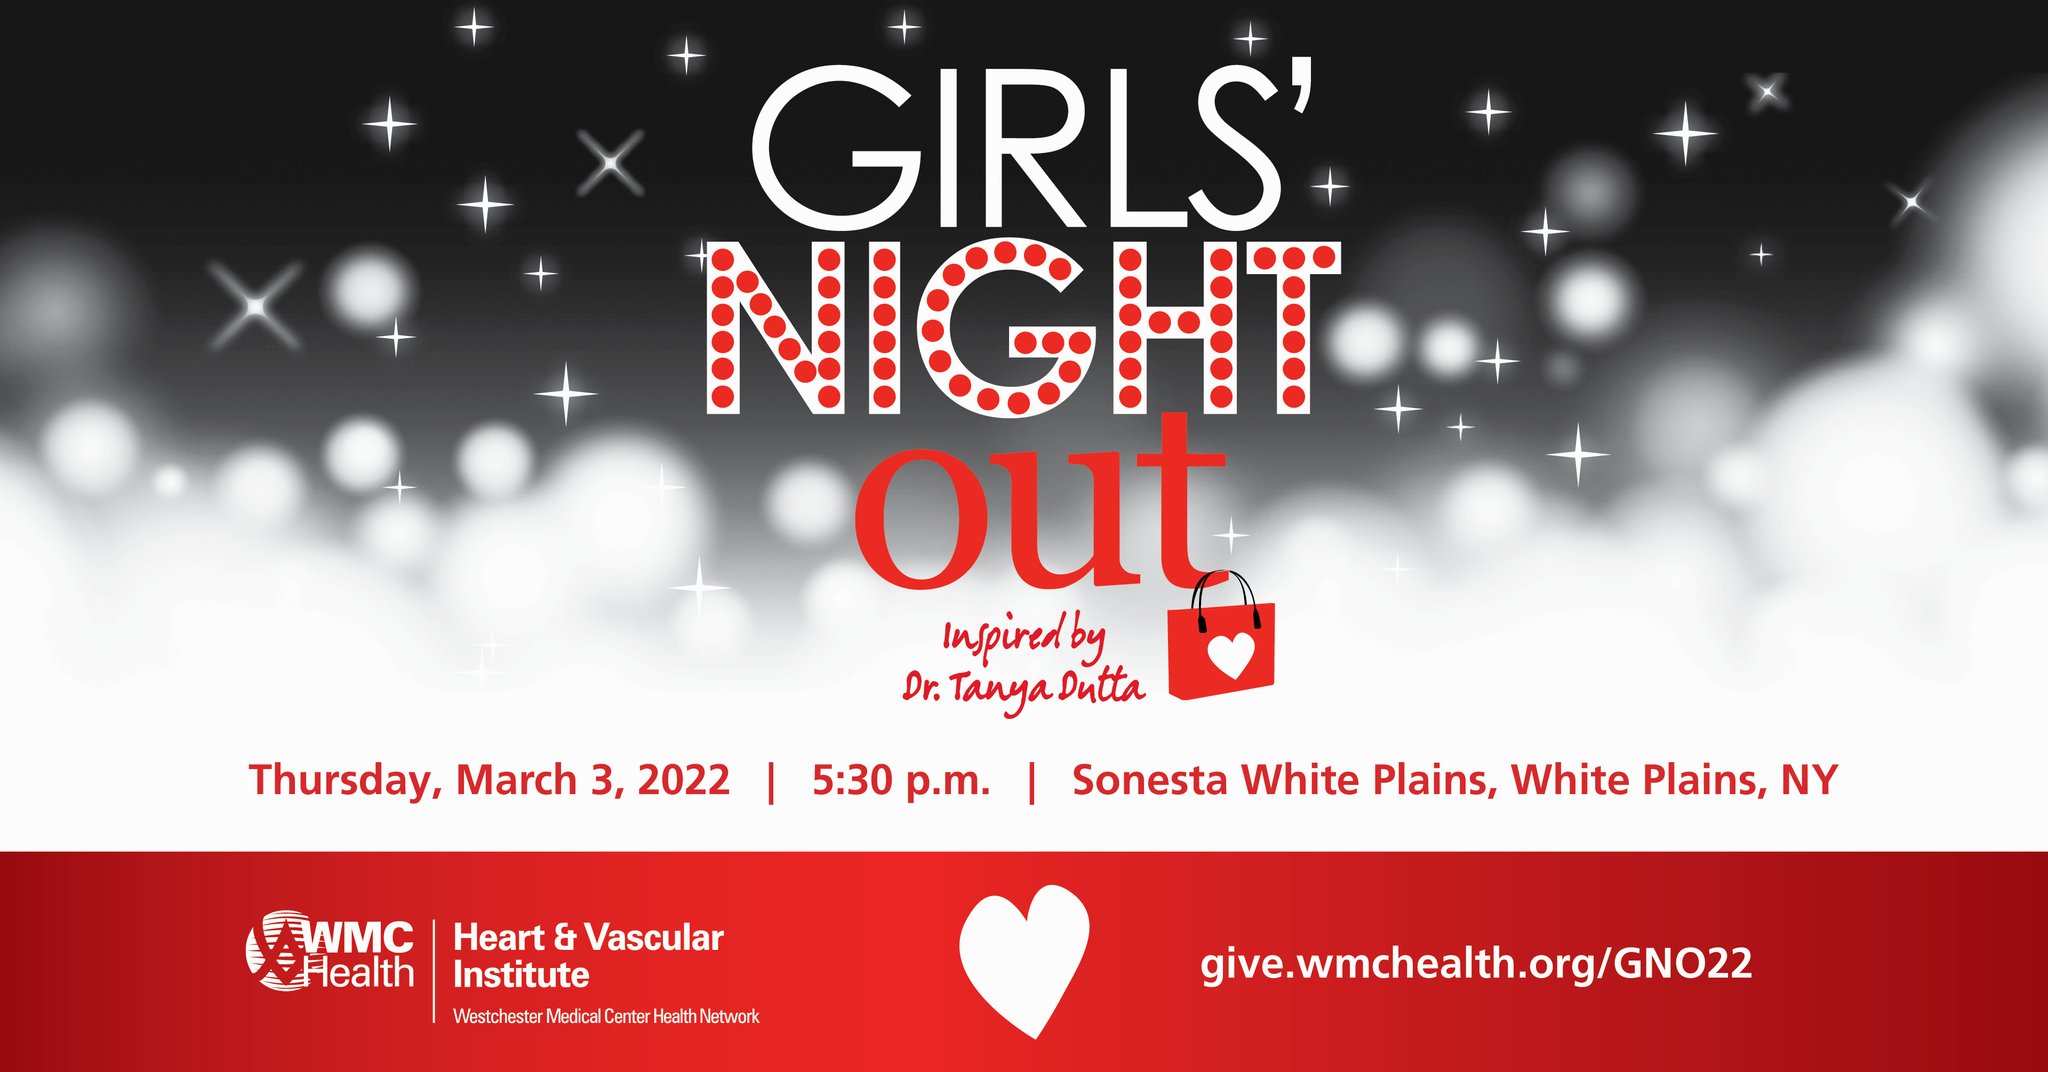 GIRLS'
NIGHT
out
Inspired by
Dr. Tanya Dutta
Thursday, March 3, 2022 | 5:30 p.m. | Sonesta White Plains, White Plains, NY
WMC
Health
Heart & Vascular
Institute
Westchester Medical Center Health Network
give.wmchealth.org/GNO22